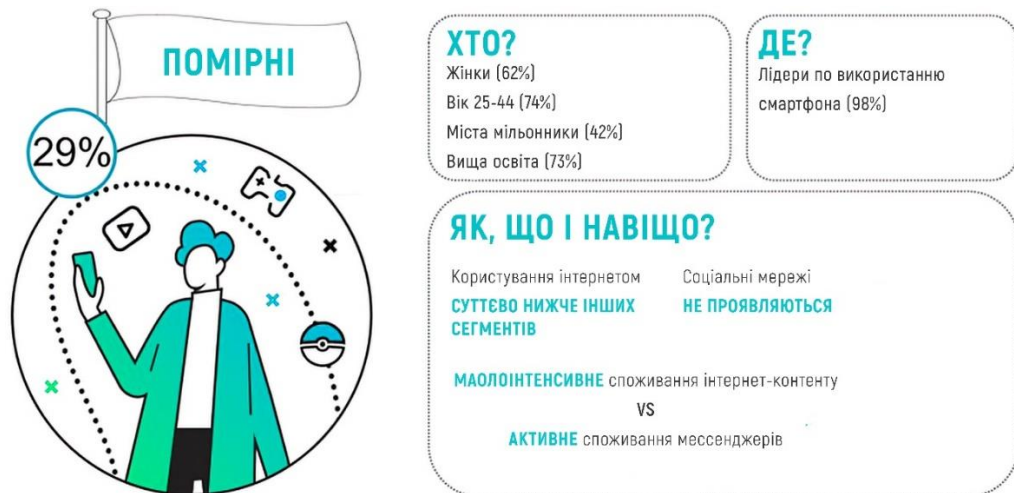 ПОМІРНІ
29%
ХТО?
Жінки (62%)
Вік 25-44 (74%)
Міста мільонники (42%)
Вища освіта (73%)
ДЕ?
Лідери по використанню
смартфона (98%)
ЯК, ЩО І НАВІЩО?
Користування інтернетом
СУТТЄВО НИЖЧЕ ІНШИХ
СЕГМЕНТІВ
Соціальні мережі
НЕ ПРОЯВЛЯЮТЬСЯ
МАОЛОІНТЕНСИВНЕ споживання інтернет-контенту
VS
АКТИВНЕ споживання мессенджерів